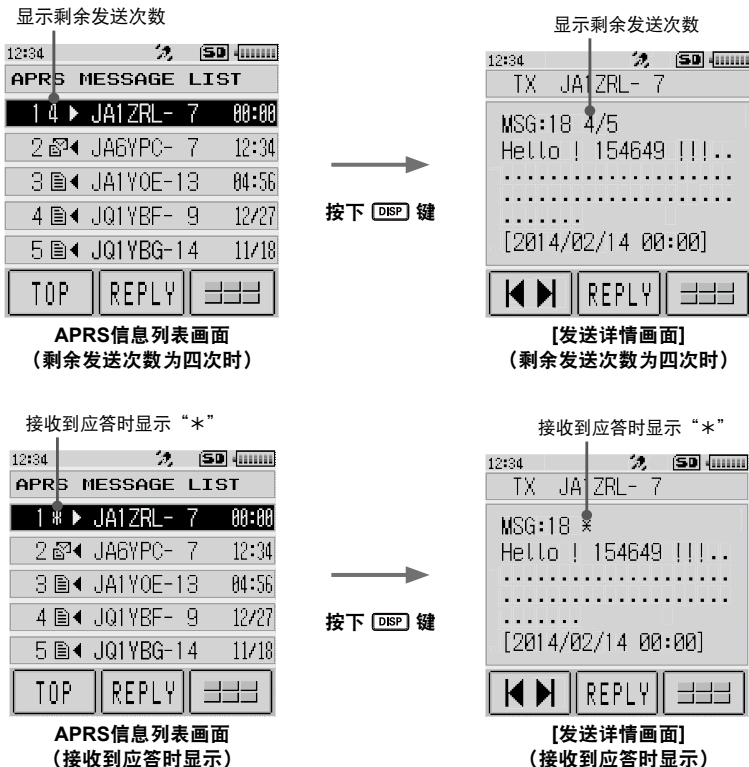 显示剩余发送次数
12:34 SD
APRS MESSAGE LIST
1 4 ▶ JA1ZRL- 7 00:00
2 ◀ JA6YPC- 7 12:34
3 ◀ JA1YOE-13 04:56
4 ◀ JQ1YBF- 9 12/27
5 ◀ JQ1YBG-14 11/18
TOP REPLY
APRS信息列表画面
（剩余发送次数为四次时）
按下 DISP 键
显示剩余发送次数
12:34 SD
TX JA1ZRL- 7
MSG:18 4/5
Hello ! 154649 !!!..
....................
....................
.......
[2014/02/14 00:00]
REPLY
[发送详情画面]
（剩余发送次数为四次时）
接收到应答时显示“*”
12:34 SD
APRS MESSAGE LIST
1 * ▶ JA1ZRL- 7 00:00
2 ◀ JA6YPC- 7 12:34
3 ◀ JA1YOE-13 04:56
4 ◀ JQ1YBF- 9 12/27
5 ◀ JQ1YBG-14 11/18
TOP REPLY
APRS信息列表画面
（接收到应答时显示）
按下 DISP 键
接收到应答时显示“*”
12:34 SD
TX JA1ZRL- 7
MSG:18 *
Hello ! 154649 !!!..
....................
....................
.......
[2014/02/14 00:00]
REPLY
[发送详情画面]
（接收到应答时显示）